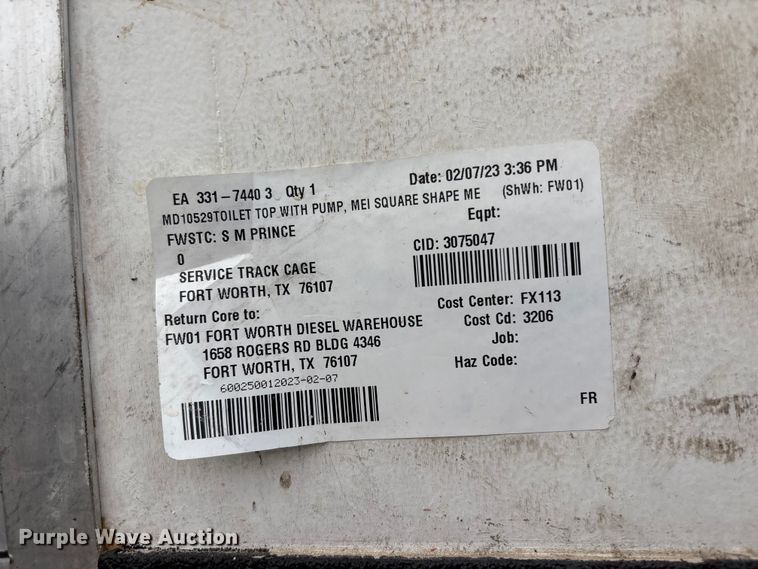 EA 331-7440 3 Qty 1 Date: 02/07/23 3:36 PM
MD10529TOILET TOP WITH PUMP, MEI SQUARE SHAPE ME (ShWh: FW01)
FWSTC: S M PRINCE Eqpt:
0 CID: 3075047
SERVICE TRACK CAGE
FORT WORTH, TX 76107
Return Core to: Cost Center: FX113
FW01 FORT WORTH DIESEL WAREHOUSE Cost Cd: 3206
1658 ROGERS RD BLDG 4346 Job:
FORT WORTH, TX 76107 Haz Code:
600250012023-02-07
FR
Purple Wave Auction